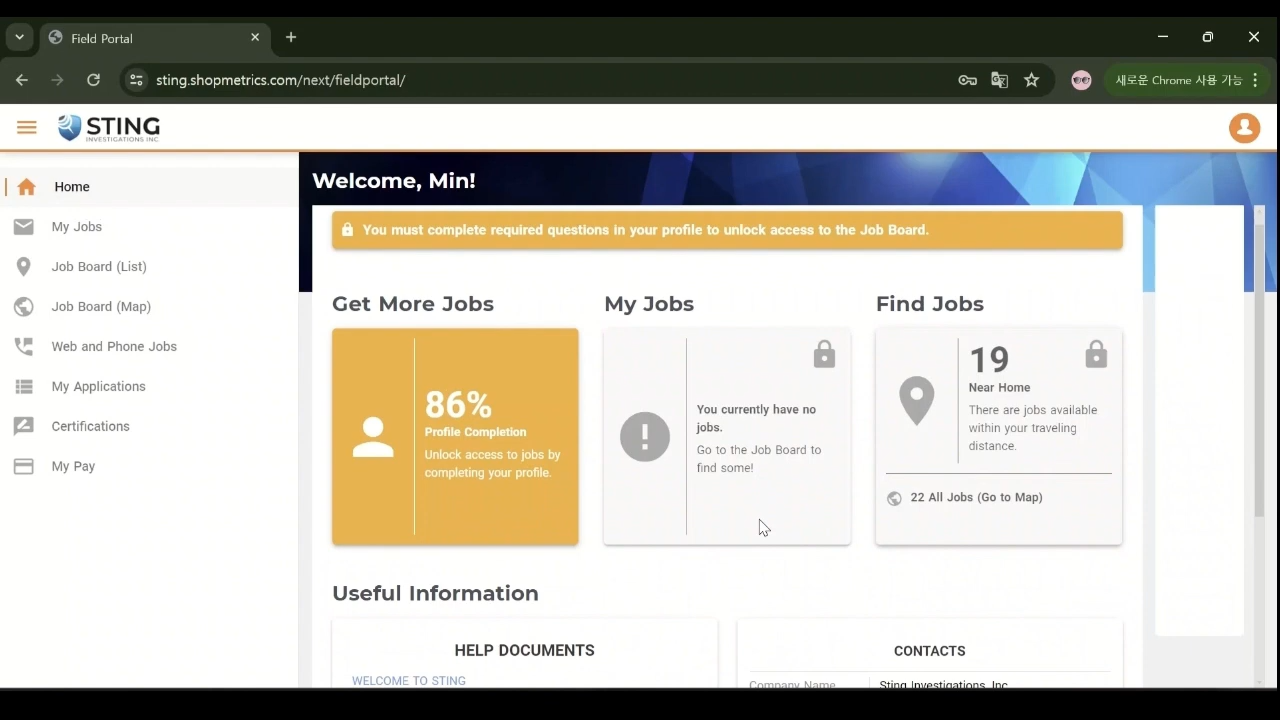 Field Portal
sting.shopmetrics.com/next/fieldportal/
새로운 Chrome 사용 가능
STING
INVESTIGATIONS INC
Home
My Jobs
Job Board (List)
Job Board (Map)
Web and Phone Jobs
My Applications
Certifications
My Pay
Welcome, Min!
You must complete required questions in your profile to unlock access to the Job Board.
Get More Jobs
86%
Profile Completion
Unlock access to jobs by
completing your profile.
My Jobs
You currently have no
jobs.
Go to the Job Board to
find some!
Find Jobs
19
Near Home
There are jobs available
within your traveling
distance.
22 All Jobs (Go to Map)
Useful Information
HELP DOCUMENTS
WELCOME TO STING
CONTACTS
Company Name
Sting Investigations, Inc